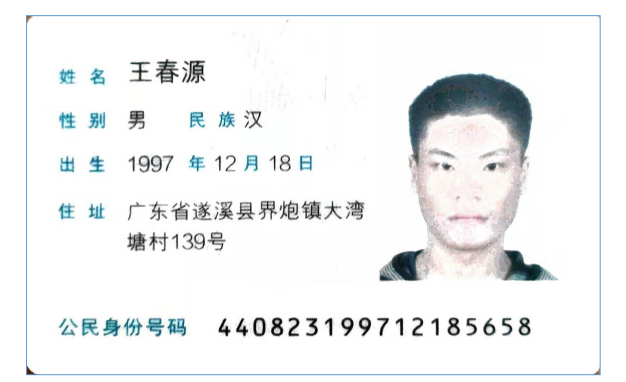 姓名 王春源
性别 男 民族 汉
出生 1997 年 12 月 18 日
住址 广东省遂溪县界炮镇大湾
塘村139号
公民身份号码 440823199712185658